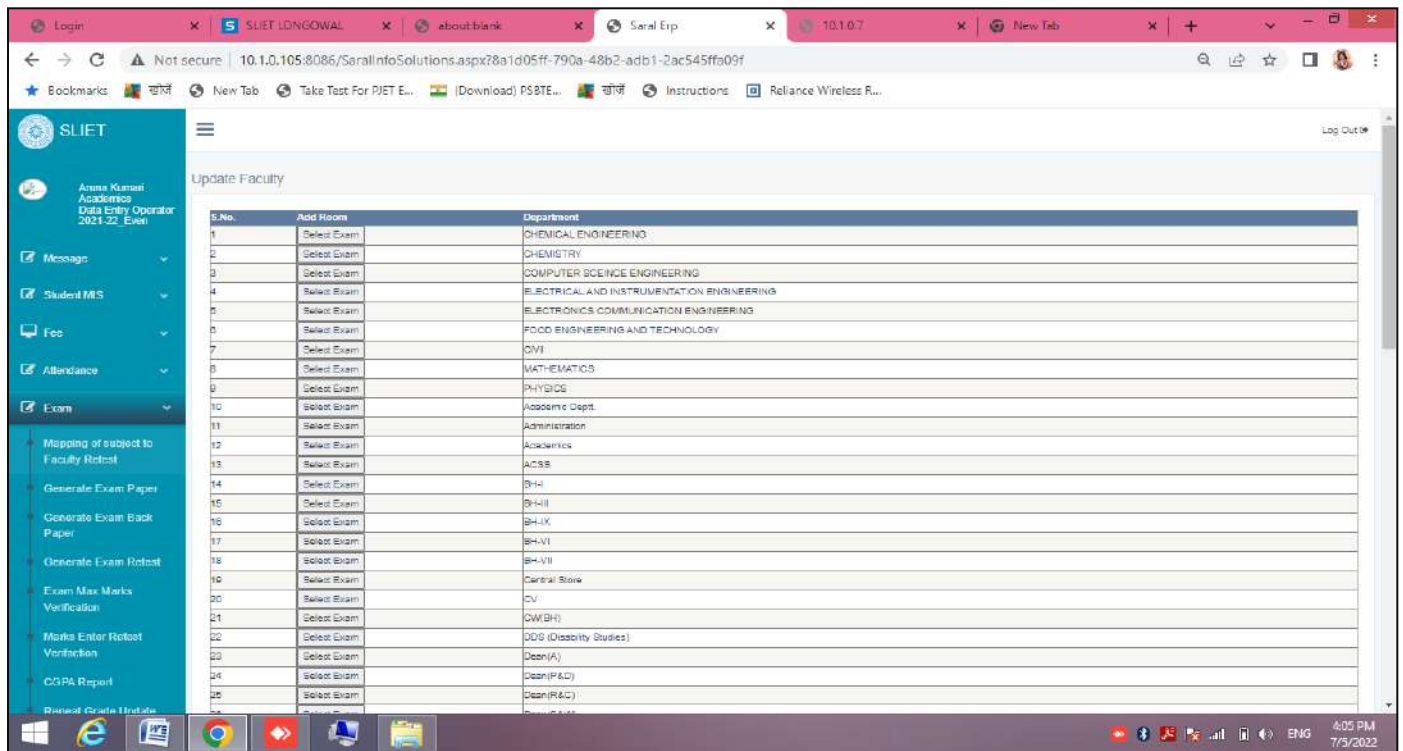 Login
SLIET LONGOWAL
about:blank
Saral Erp
10.1.0.7
New Tab
Not secure | 10.1.0.105:8086/SaralInfoSolutions.aspx?8a1d05ff-790a-48b2-adb1-2ac545ffa09f
Bookmarks खोजें New Tab Take Test For PJET E... (Download) PSBTE... खोजें Instructions Reliance Wireless R...
SLIET
Log Out
Aruna Kumari
Academics
Data Entry Operator
2021-22_Even
Message
Student MIS
Fee
Attendance
Exam
Mapping of subject to
Faculty Retest
Generate Exam Paper
Generate Exam Back
Paper
Generate Exam Retest
Exam Max Marks
Verification
Marks Enter Retest
Verifaction
CGPA Report
Repeat Grade Update
Update Faculty
S.No. Add Room Department
1 Select Exam CHEMICAL ENGINEERING
2 Select Exam CHEMISTRY
3 Select Exam COMPUTER SCEINCE ENGINEERING
4 Select Exam ELECTRICAL AND INSTRUMENTATION ENGINEERING
5 Select Exam ELECTRONICS COMMUNICATION ENGINEERING
6 Select Exam FOOD ENGINEERING AND TECHNOLOGY
7 Select Exam CIVIL
8 Select Exam MATHEMATICS
9 Select Exam PHYSICS
10 Select Exam Academic Deptt.
11 Select Exam Administration
12 Select Exam Academics
13 Select Exam ACSS
14 Select Exam BH-I
15 Select Exam BH-III
16 Select Exam BH-IX
17 Select Exam BH-VI
18 Select Exam BH-VII
19 Select Exam Central Store
20 Select Exam CV
21 Select Exam CW(BH)
22 Select Exam DDS (Disability Studies)
23 Select Exam Dean(A)
24 Select Exam Dean(P&D)
25 Select Exam Dean(R&C)
ENG
4:05 PM
7/5/2022